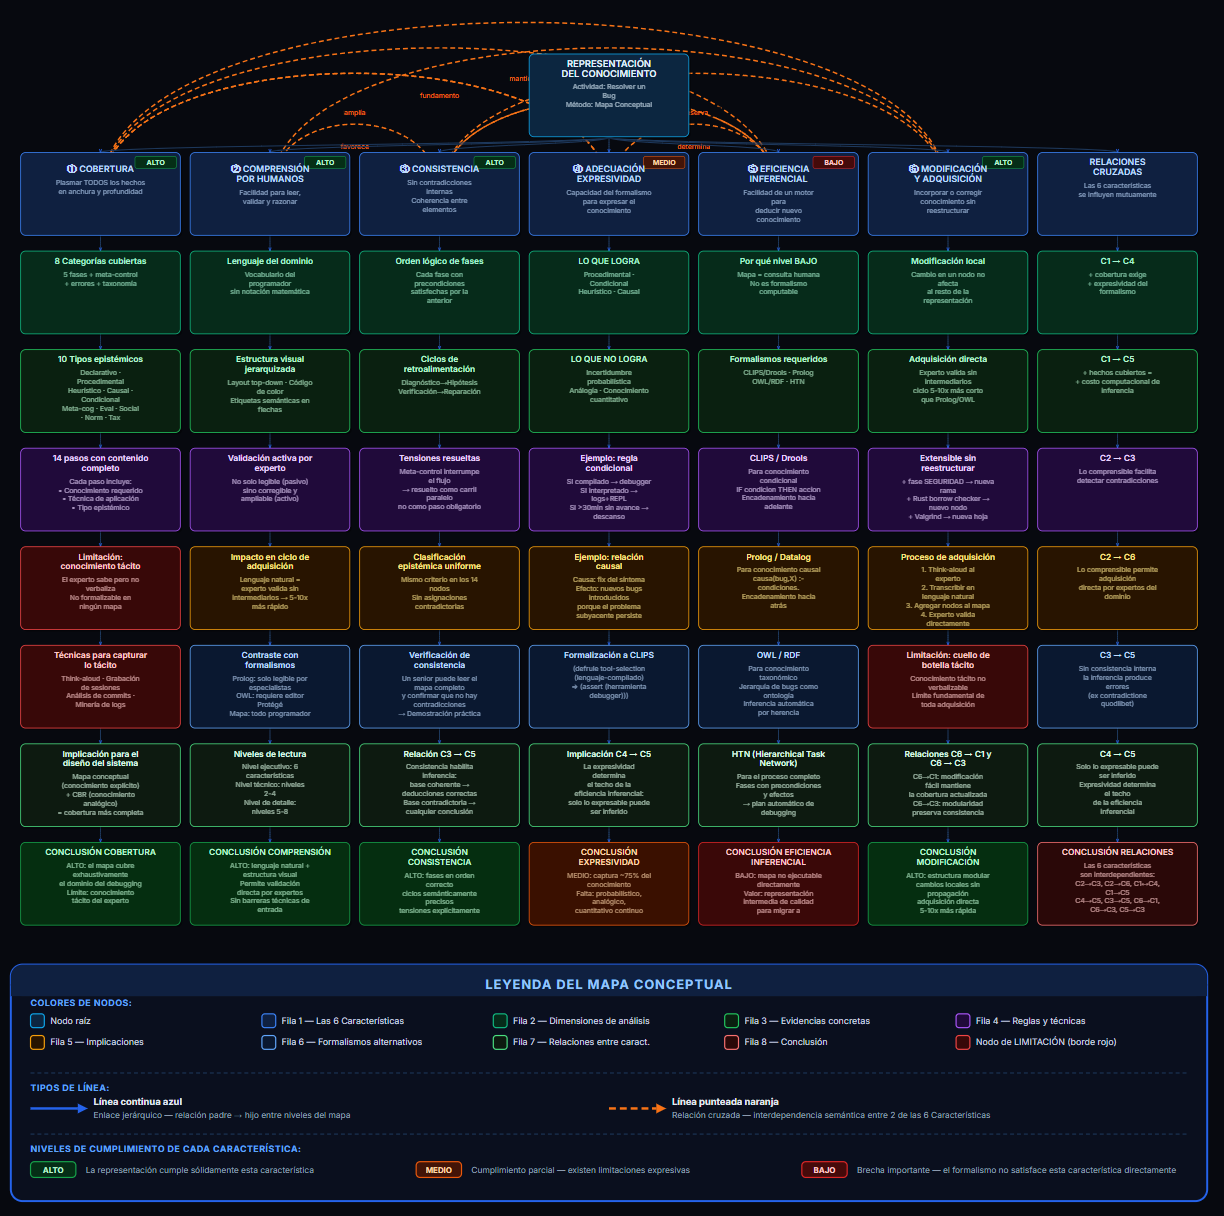 REPRESENTACIÓN
DEL CONOCIMIENTO
Actividad: Resolver un
Bug
Método: Mapa Conceptual
fundamento
amplía
favorece
determina
① COBERTURA
ALTO
Plasmar TODOS los hechos
en anchura y profundidad
② COMPRENSIÓN
POR HUMANOS
ALTO
Facilidad para leer,
validar y razonar
③ CONSISTENCIA
ALTO
Sin contradicciones
internas
Coherencia entre
elementos
④ ADECUACIÓN
EXPRESIVIDAD
MEDIO
Capacidad del formalismo
para expresar el
conocimiento
⑤ EFICIENCIA
INFERENCIAL
BAJO
Facilidad de un motor
para
deducir nuevo
conocimiento
⑥ MODIFICACIÓN
Y ADQUISICIÓN
ALTO
Incorporar o corregir
conocimiento sin
reestructurar
RELACIONES
CRUZADAS
Las 6 características
se influyen mutuamente
8 Categorías cubiertas
5 fases + meta-control
+ errores + taxonomía
Lenguaje del dominio
Vocabulario del
programador
sin notación matemática
Orden lógico de fases
Cada fase con
precondiciones
satisfechas por la
anterior
LO QUE LOGRA
Procedimental ·
Condicional
Heurístico · Causal
Por qué nivel BAJO
Mapa = consulta humana
No es formalismo
computable
Modificación local
Cambio en un nodo no
afecta
al resto de la
representación
C1 → C4
+ cobertura exige
+ expresividad del
formalismo
10 Tipos epistémicos
Declarativo ·
Procedimental
Heurístico · Causal ·
Condicional
Meta-cog · Eval · Social
· Norm · Tax
Estructura visual
jerarquizada
Layout top-down · Código
de color
Etiquetas semánticas en
flechas
Ciclos de
retroalimentación
Diagnóstico→Hipótesis
Verificación→Reparación
LO QUE NO LOGRA
Incertidumbre
probabilística
Analogía · Conocimiento
cuantitativo
Formalismos requeridos
CLIPS/Drools · Prolog
OWL/RDF · HTN
Adquisición directa
Experto valida sin
intermediarios
ciclo 5-10x más corto
que Prolog/OWL
C1 → C5
+ hechos cubiertos =
+ costo computacional de
inferencia
14 pasos con contenido
completo
Cada paso incluye:
• Conocimiento requerido
• Técnica de aplicación
• Tipo epistémico
Validación activa por
experto
No solo legible (pasivo)
sino corregible y
ampliable (activo)
Tensiones resueltas
Meta-control interrumpe
el flujo
→ resuelto como carril
paralelo
no como paso obligatorio
Ejemplo: regla
condicional
SI compilado → debugger
SI interpretado →
logs+REPL
SI >30min sin avance →
descanso
CLIPS / Drools
Para conocimiento
condicional
IF condicion THEN accion
Encadenamiento hacia
adelante
Extensible sin
reestructurar
+ fase SEGURIDAD → nueva
rama
+ Rust borrow checker →
nuevo nodo
+ Valgrind → nueva hoja
C2 → C3
Lo comprensible facilita
detectar contradicciones
Limitación:
conocimiento tácito
El experto sabe pero no
verbaliza
No formalizable en
ningún mapa
Impacto en ciclo de
adquisición
Lenguaje natural =
experto valida sin
intermediarios → 5-10x
más rápido
Clasificación
epistémica uniforme
Mismo criterio en los 14
nodos
Sin asignaciones
contradictorias
Ejemplo: relación
causal
Causa: fix del síntoma
Efecto: nuevos bugs
introducidos
porque el problema
subyacente persiste
Prolog / Datalog
Para conocimiento causal
causa(bug,X) :-
condiciones.
Encadenamiento hacia
atrás
Proceso de adquisición
1. Think-aloud al
experto
2. Transcribir en
lenguaje natural
3. Agregar nodos al mapa
4. Experto valida
directamente
C2 → C6
Lo comprensible permite
adquisición
directa por expertos del
dominio
Técnicas para capturar
lo tácito
Think-aloud · Grabación
de sesiones
Análisis de commits ·
Minería de logs
Contraste con
formalismos
Prolog: solo legible por
especialistas
OWL: requiere editor
Protégé
Mapa: todo programador
Verificación de
consistencia
Un senior puede leer el
mapa completo
y confirmar que no hay
contradicciones
→ Demostración práctica
Formalización a CLIPS
(defrule tool-selection
(lenguaje-compilado)
=> (assert (herramienta
debugger)))
OWL / RDF
Para conocimiento
taxonómico
Jerarquía de bugs como
ontología
Inferencia automática
por herencia
Limitación: cuello de
botella tácito
Conocimiento tácito no
verbalizable
Límite fundamental de
toda adquisición
C3 → C5
Sin consistencia interna
la inferencia produce
errores
(ex contradictione
quodlibet)
Implicación para el
diseño del sistema
Mapa conceptual
(conocimiento explícito)
+ CBR (conocimiento
analógico)
= cobertura más completa
Niveles de lectura
Nivel ejecutivo: 6
características
Nivel técnico: niveles
2-4
Nivel de detalle:
niveles 5-8
Relación C3 → C5
Consistencia habilita
inferencia:
base coherente →
deducciones correctas
Base contradictoria →
cualquier conclusión
Implicación C4 → C5
La expresividad
determina
el techo de la
eficiencia inferencial:
solo lo expresable puede
ser inferido
HTN (Hierarchical Task
Network)
Para el proceso completo
Fases con precondiciones
y efectos
→ plan automático de
debugging
Relaciones C6 → C1 y
C6 → C3
C6→C1: modificación
fácil mantiene
la cobertura actualizada
C6→C3: modularidad
preserva consistencia
C4 → C5
Solo lo expresable puede
ser inferido
Expresividad determina
el techo
de la eficiencia
inferencial
CONCLUSIÓN COBERTURA
ALTO: el mapa cubre
exhaustivamente
el dominio del debugging
Límite: conocimiento
tácito del experto
CONCLUSIÓN COMPRENSIÓN
ALTO: lenguaje natural +
estructura visual
Permite validación
directa por expertos
Sin barreras técnicas de
entrada
CONCLUSIÓN
CONSISTENCIA
ALTO: fases en orden
correcto
ciclos semánticamente
precisos
tensiones explícitamente
CONCLUSIÓN
EXPRESIVIDAD
MEDIO: captura ~75% del
conocimiento
Falta: probabilístico,
analógico,
cuantitativo continuo
CONCLUSIÓN EFICIENCIA
INFERENCIAL
BAJO: mapa no ejecutable
directamente
Valor: representación
intermedia de calidad
para migrar a
CONCLUSIÓN
MODIFICACIÓN
ALTO: estructura modular
cambios locales sin
propagación
adquisición directa
5-10x más rápida
CONCLUSIÓN RELACIONES
Las 6 características
son interdependientes:
C2→C3, C2→C6, C1↔C4,
C1→C5
C4→C5, C3→C5, C6→C1,
C6→C3, C5→C3
LEYENDA DEL MAPA CONCEPTUAL
COLORES DE NODOS:
Nodo raíz
Fila 1 — Las 6 Características
Fila 2 — Dimensiones de análisis
Fila 3 — Evidencias concretas
Fila 4 — Reglas y técnicas
Fila 5 — Implicaciones
Fila 6 — Formalismos alternativos
Fila 7 — Relaciones entre caract.
Fila 8 — Conclusión
Nodo de LIMITACIÓN (borde rojo)
TIPOS DE LÍNEA:
Línea continua azul
Enlace jerárquico — relación padre → hijo entre niveles del mapa
Línea punteada naranja
Relación cruzada — interdependencia semántica entre 2 de las 6 Características
NIVELES DE CUMPLIMIENTO DE CADA CARACTERÍSTICA:
ALTO
La representación cumple sólidamente esta característica
MEDIO
Cumplimiento parcial — existen limitaciones expresivas
BAJO
Brecha importante — el formalismo no satisface esta característica directamente